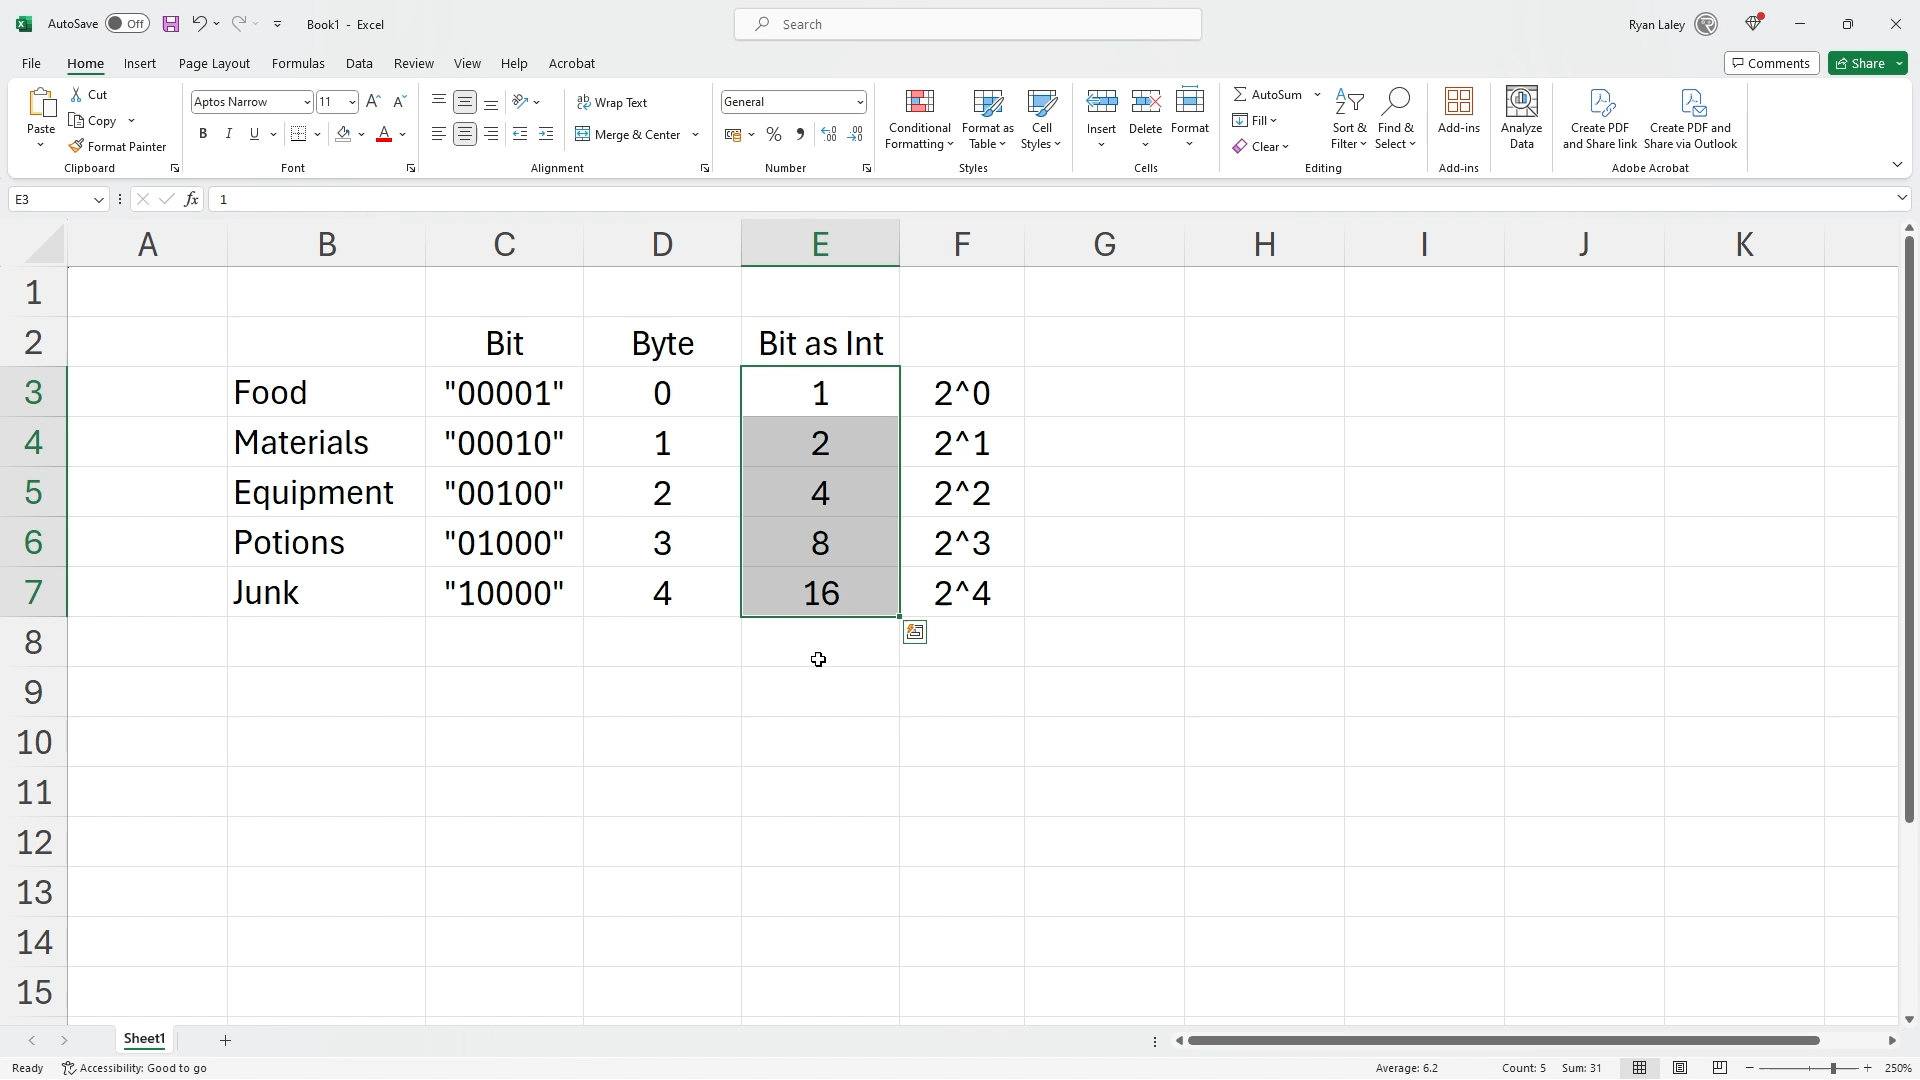 AutoSave Off Book1 - Excel Search Ryan Laley
File Home Insert Page Layout Formulas Data Review View Help Acrobat Comments Share
Paste Cut Copy Format Painter Clipboard
Aptos Narrow 11 B I U A Font
Wrap Text Merge & Center Alignment
General % , Number
Conditional Formatting Format as Table Cell Styles Styles
Insert Delete Format Cells
AutoSum Fill Clear Sort & Filter Find & Select Editing
Add-ins Add-ins
Analyze Data
Create PDF and Share link Create PDF and Share via Outlook Adobe Acrobat
E3 fx 1
A B C D E F G H I J K
1
2 Bit Byte Bit as Int
3 Food "00001" 0 1 2^0
4 Materials "00010" 1 2 2^1
5 Equipment "00100" 2 4 2^2
6 Potions "01000" 3 8 2^3
7 Junk "10000" 4 16 2^4
8
9
10
11
12
13
14
15
Sheet1
Ready Accessibility: Good to go Average: 6.2 Count: 5 Sum: 31 250%